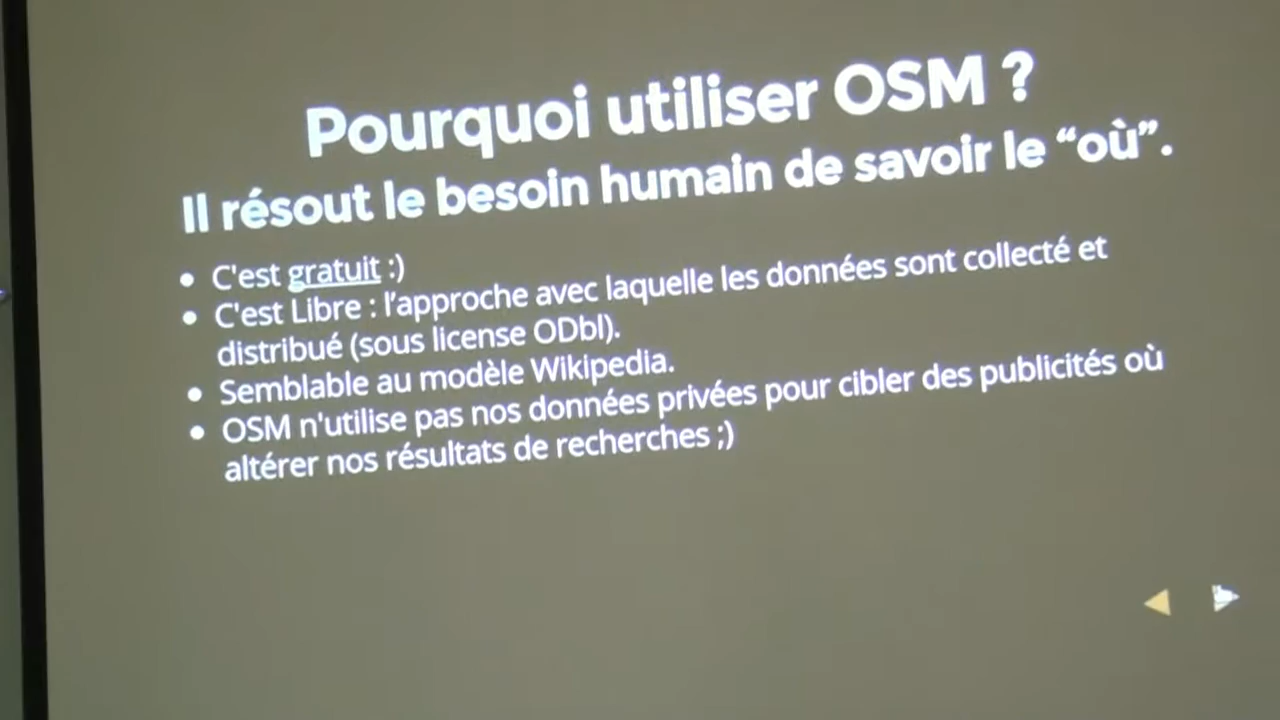 Pourquoi utiliser OSM ?
Il résout le besoin humain de savoir le “où”.
• C'est gratuit :)
• C'est Libre : l’approche avec laquelle les données sont collecté et
distribué (sous license ODbl).
• Semblable au modèle Wikipedia.
• OSM n'utilise pas nos données privées pour cibler des publicités où
altérer nos résultats de recherches ;)